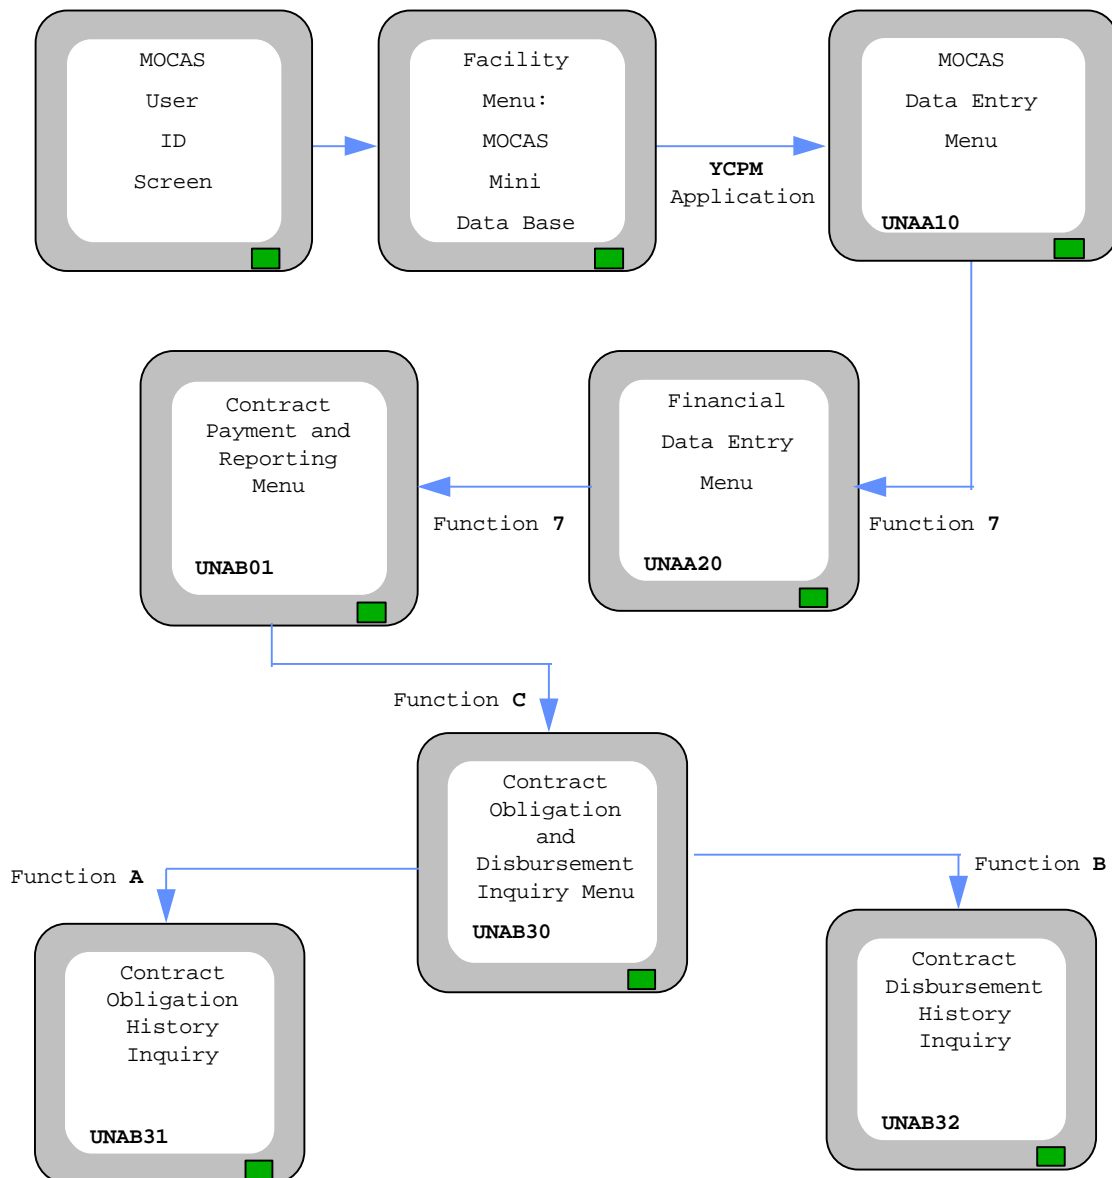 MOCAS
User
ID
Screen
Facility
Menu:
MOCAS
Mini
Data Base
YCPM
Application
MOCAS
Data Entry
Menu
UNAA10
Contract
Payment and
Reporting
Menu
UNAB01
Function 7
Financial
Data Entry
Menu
UNAA20
Function 7
Function C
Contract
Obligation
and
Disbursement
Inquiry Menu
UNAB30
Function A
Function B
Contract
Obligation
History
Inquiry
UNAB31
Contract
Disbursement
History
Inquiry
UNAB32